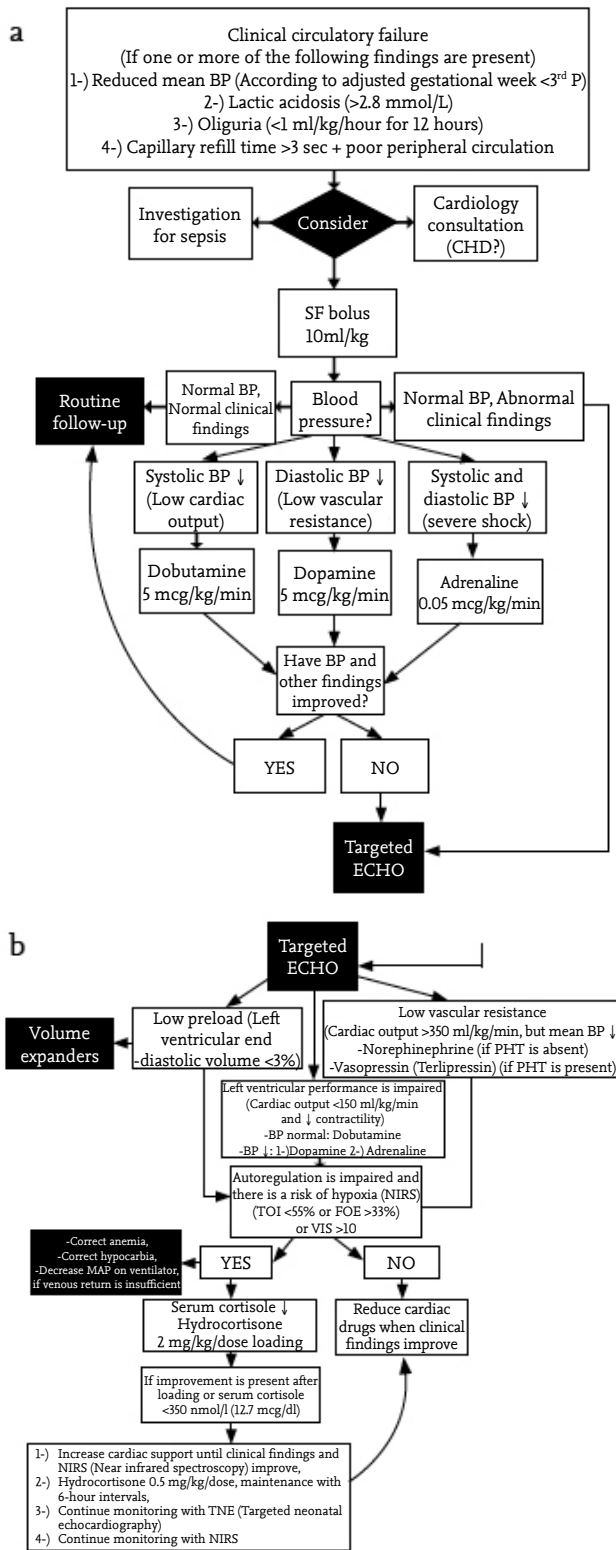 a
Clinical circulatory failure
(If one or more of the following findings are present)
1-) Reduced mean BP (According to adjusted gestational week <3rd P)
2-) Lactic acidosis (>2.8 mmol/L)
3-) Oliguria (<1 ml/kg/hour for 12 hours)
4-) Capillary refill time >3 sec + poor peripheral circulation
Investigation
for sepsis
Consider
Cardiology
consultation
(CHD?)
SF bolus
10ml/kg
Routine
follow-up
Normal BP,
Normal clinical
findings
Blood
pressure?
Normal BP, Abnormal
clinical findings
Systolic BP ↓
(Low cardiac
output)
Diastolic BP ↓
(Low vascular
resistance)
Systolic and
diastolic BP ↓
(severe shock)
Dobutamine
5 mcg/kg/min
Dopamine
5 mcg/kg/min
Adrenaline
0.05 mcg/kg/min
Have BP and
other findings
improved?
YES
NO
Targeted
ECHO
b
Targeted
ECHO
Volume
expanders
Low preload (Left
ventricular end
-diastolic volume <3%)
Low vascular resistance
(Cardiac output >350 ml/kg/min, but mean BP ↓
-Norephinephrine (if PHT is absent)
-Vasopressin (Terlipressin) (if PHT is present)
Left ventricular performance is impaired
(Cardiac output <150 ml/kg/min
and ↓ contractility)
-BP normal: Dobutamine
-BP ↓: 1-)Dopamine 2-) Adrenaline
Autoregulation is impaired and
there is a risk of hypoxia (NIRS)
(TOI <55% or FOE >33%)
or VIS >10
-Correct anemia,
-Correct hypocarbia,
-Decrease MAP on ventilator,
if venous return is insufficient
YES
NO
Serum cortisole ↓
Hydrocortisone
2 mg/kg/dose loading
Reduce cardiac
drugs when clinical
findings improve
If improvement is present after
loading or serum cortisole
<350 nmol/l (12.7 mcg/dl)
1-) Increase cardiac support until clinical findings and
NIRS (Near infrared spectroscopy) improve,
2-) Hydrocortisone 0.5 mg/kg/dose, maintenance with
6-hour intervals,
3-) Continue monitoring with TNE (Targeted neonatal
echocardiography)
4-) Continue monitoring with NIRS